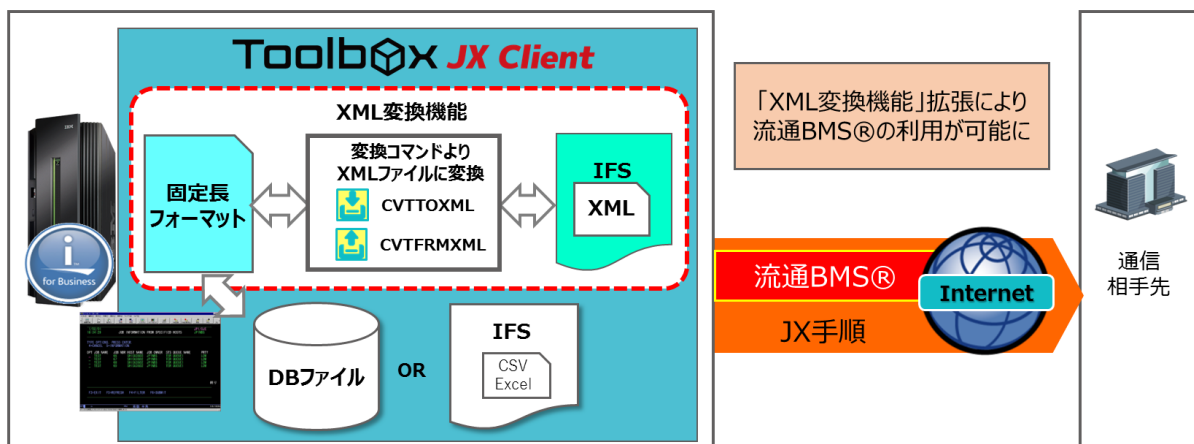 Toolbox JX Client
XML変換機能
固定長
フォーマット
変換コマンドより
XMLファイルに変換
CVTTOXML
CVTFRMXML
IFS
XML
i
for Business
DBファイル
OR
IFS
CSV
Excel
「XML変換機能」拡張により
流通BMS®の利用が可能に
流通BMS®
JX手順
Internet
通信
相手先